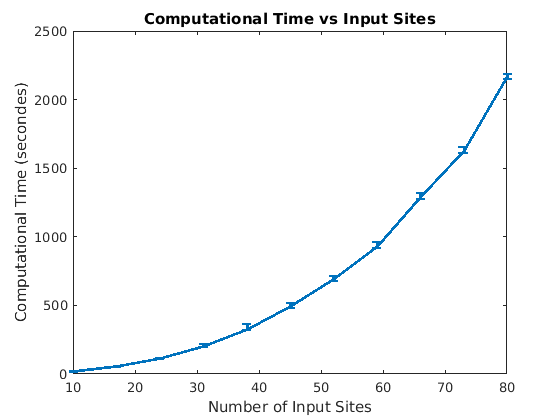 Computational Time vs Input Sites
2500
2000
1500
1000
500
0
Computational Time (secondes)
10 20 30 40 50 60 70 80
Number of Input Sites